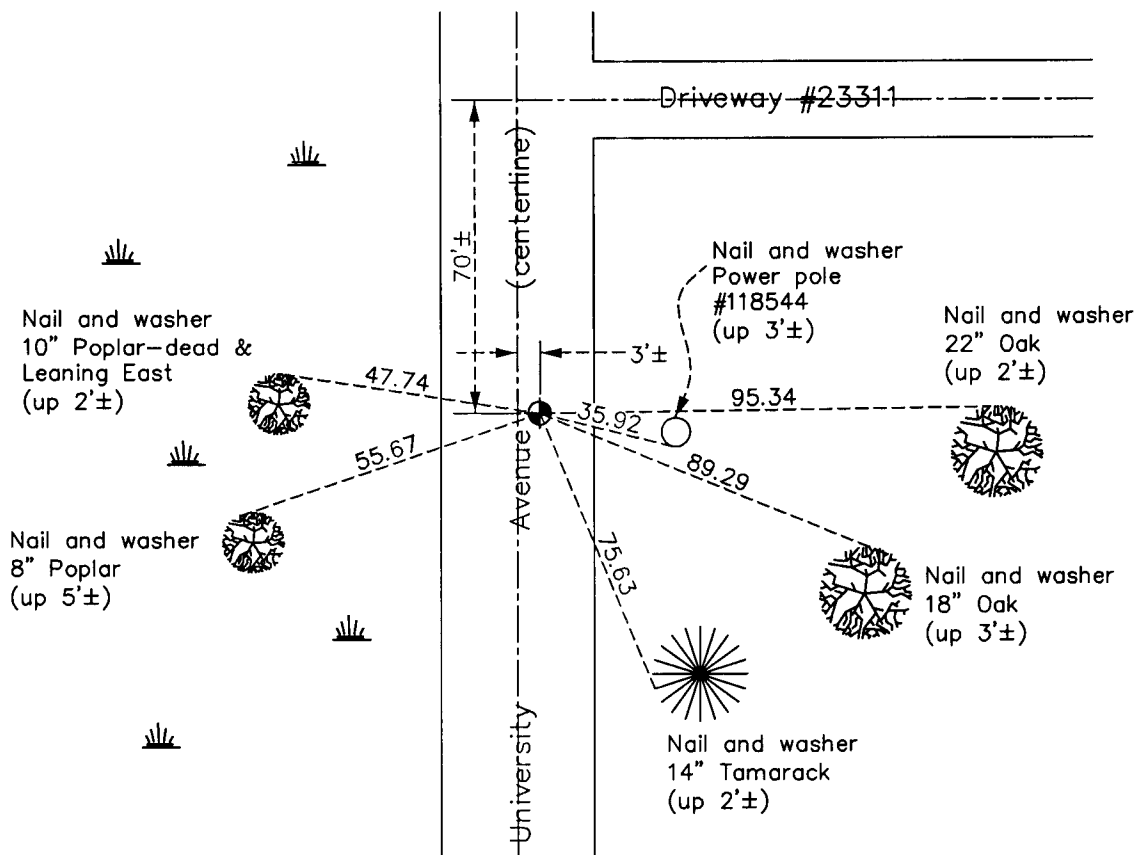 Driveway #23311
(centerline)
70'±
Nail and washer
Power pole
#118544
(up 3'±)
Nail and washer
22" Oak
(up 2'±)
Nail and washer
10" Poplar-dead &
Leaning East
(up 2'±)
3'±
47.74
35.92
95.34
55.67
89.29
Avenue
75.63
Nail and washer
8" Poplar
(up 5'±)
Nail and washer
18" Oak
(up 3'±)
University
Nail and washer
14" Tamarack
(up 2'±)